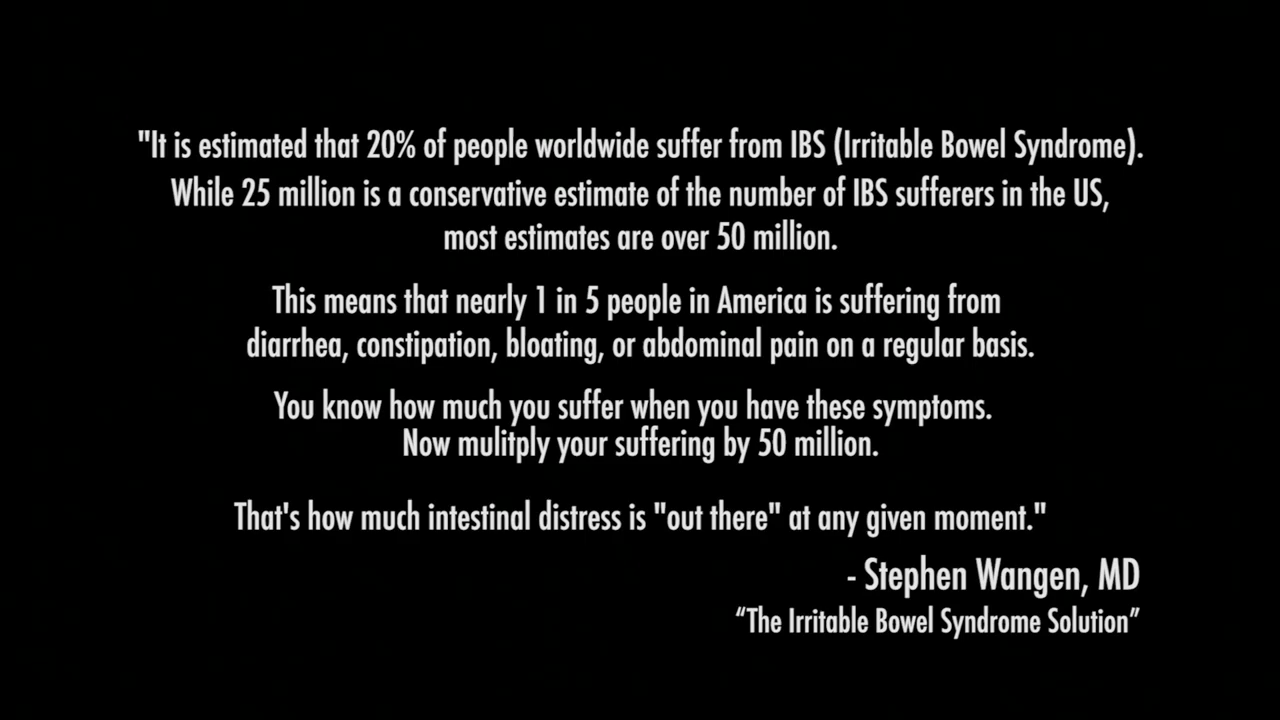 "It is estimated that 20% of people worldwide suffer from IBS (Irritable Bowel Syndrome).
While 25 million is a conservative estimate of the number of IBS sufferers in the US,
most estimates are over 50 million.
This means that nearly 1 in 5 people in America is suffering from
diarrhea, constipation, bloating, or abdominal pain on a regular basis.
You know how much you suffer when you have these symptoms.
Now mulitply your suffering by 50 million.
That's how much intestinal distress is "out there" at any given moment."
- Stephen Wangen, MD
“The Irritable Bowel Syndrome Solution”